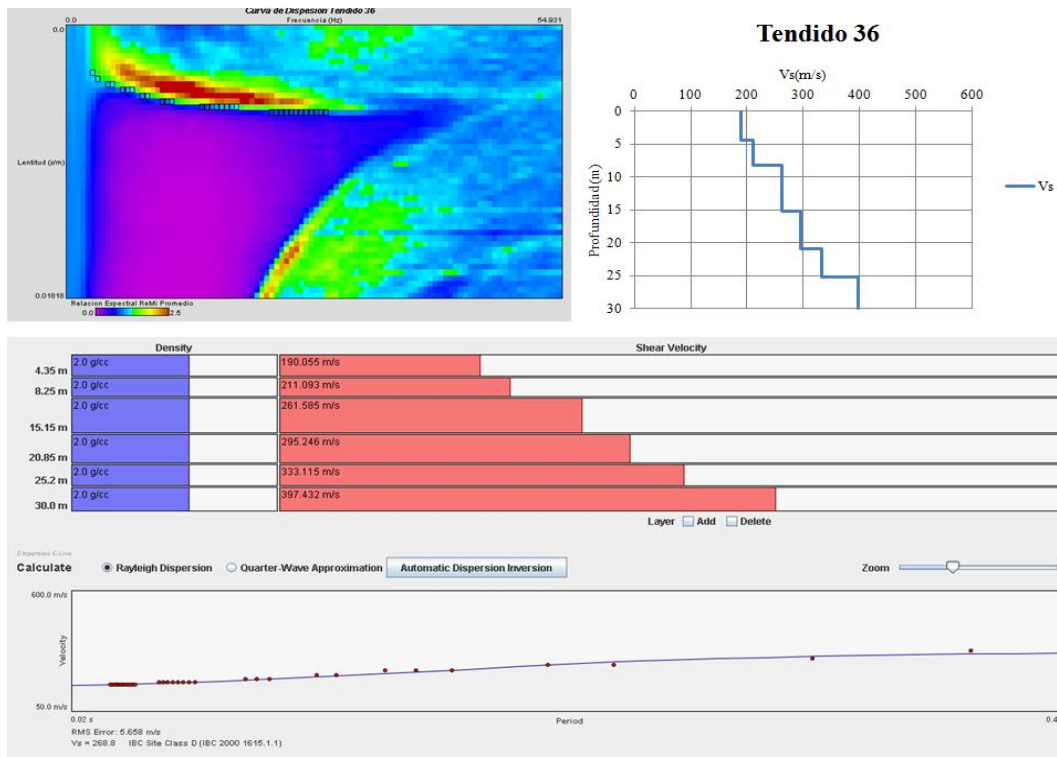 Curva de Dispesión Tendido 36
0.0 Frecuencia (Hz) 54.931
0.0
Lentitud (s/m)
0.01818
Relacion Espectral ReMi Promedio
0.0 2.5
Tendido 36
Vs(m/s)
0 100 200 300 400 500 600
0
5
10
15
20
25
30
Profundidad(m)
Vs
Density Shear Velocity
2.0 g/cc 190.055 m/s
4.35 m
2.0 g/cc 211.093 m/s
8.25 m
2.0 g/cc 261.585 m/s
15.15 m
2.0 g/cc 295.246 m/s
20.85 m
2.0 g/cc 333.115 m/s
25.2 m
2.0 g/cc 397.432 m/s
30.0 m
Layer Add Delete
Dispersion Curve
Calculate Rayleigh Dispersion Quarter-Wave Approximation Automatic Dispersion Inversion Zoom
600.0 m/s
Velocity
50.0 m/s
0.02 s Period 0.4
RMS Error: 5.658 m/s
Vs = 268.8 IBC Site Class D (IBC 2000 1615.1.1)